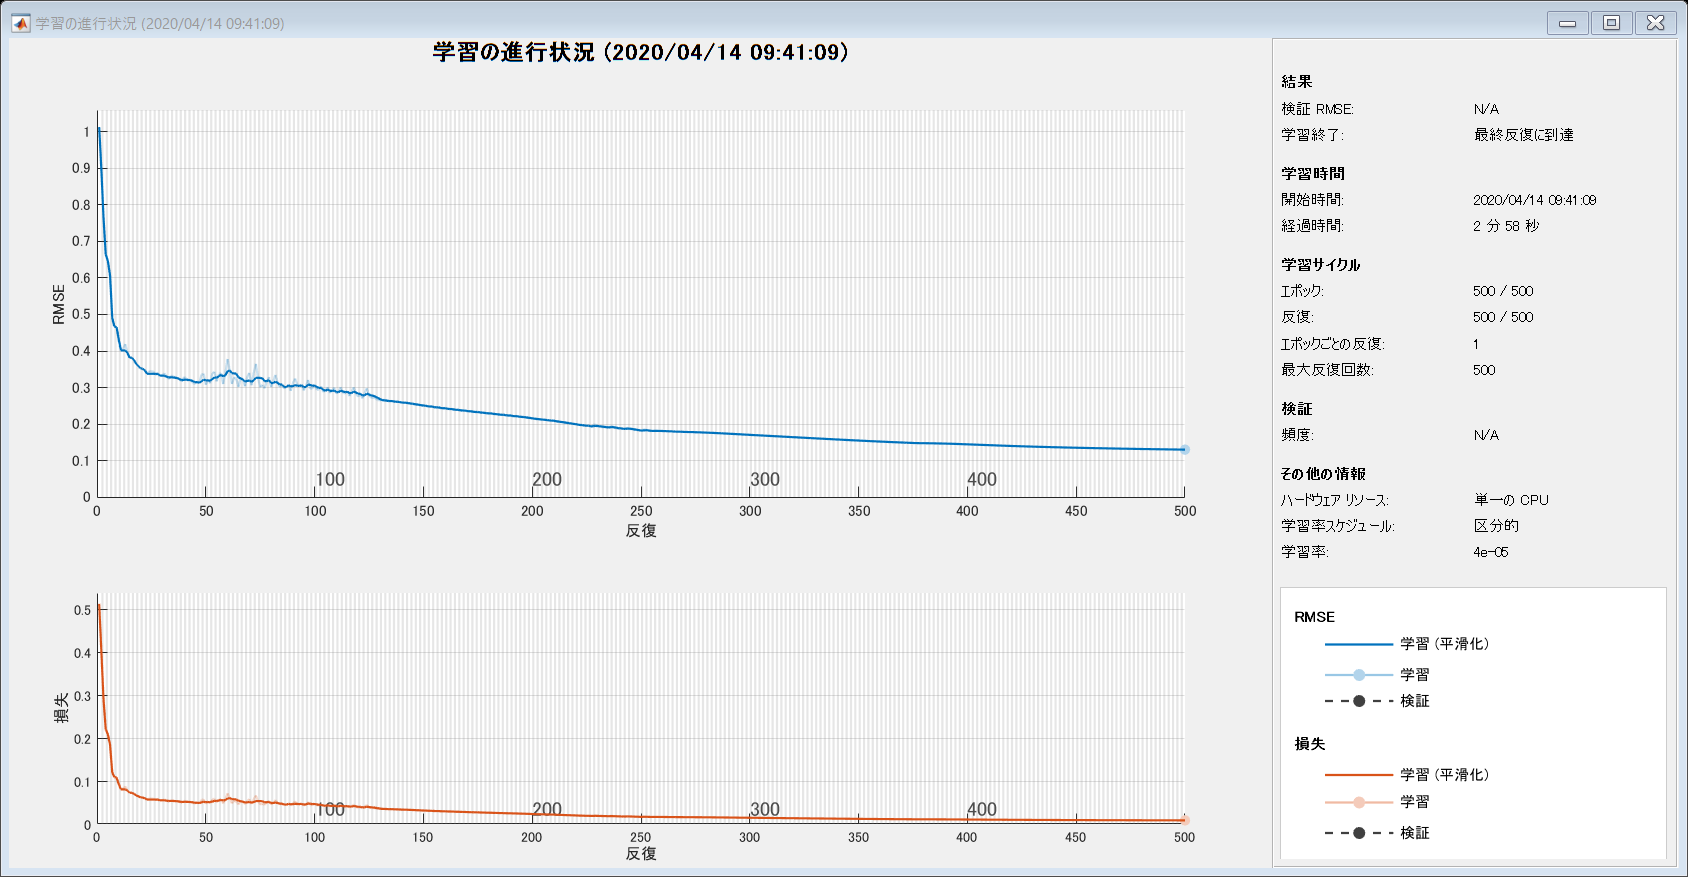 学習の進行状況 (2020/04/14 09:41:09)
学習の進行状況 (2020/04/14 09:41:09)
RMSE
1
0.9
0.8
0.7
0.6
0.5
0.4
0.3
0.2
0.1
0
100 200 300 400
0 50 100 150 200 250 300 350 400 450 500
反復
損失
0.5
0.4
0.3
0.2
0.1
0
100 200 300 400
0 50 100 150 200 250 300 350 400 450 500
反復
結果
検証 RMSE: N/A
学習終了: 最終反復に到達
学習時間
開始時間: 2020/04/14 09:41:09
経過時間: 2 分 58 秒
学習サイクル
エポック: 500 / 500
反復: 500 / 500
エポックごとの反復: 1
最大反復回数: 500
検証
頻度: N/A
その他の情報
ハードウェア リソース: 単一の CPU
学習率スケジュール: 区分的
学習率: 4e-05
RMSE
学習 (平滑化)
学習
検証
損失
学習 (平滑化)
学習
検証